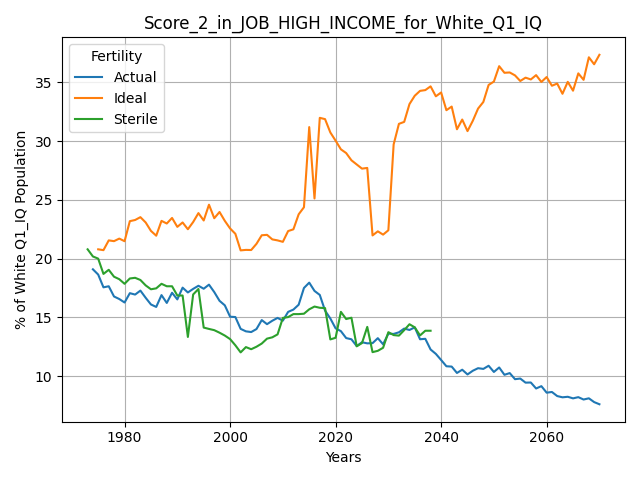 Score_2_in_JOB_HIGH_INCOME_for_White_Q1_IQ
Fertility
Actual
Ideal
Sterile
% of White Q1_IQ Population
35
30
25
20
15
10
1980
2000
2020
2040
2060
Years